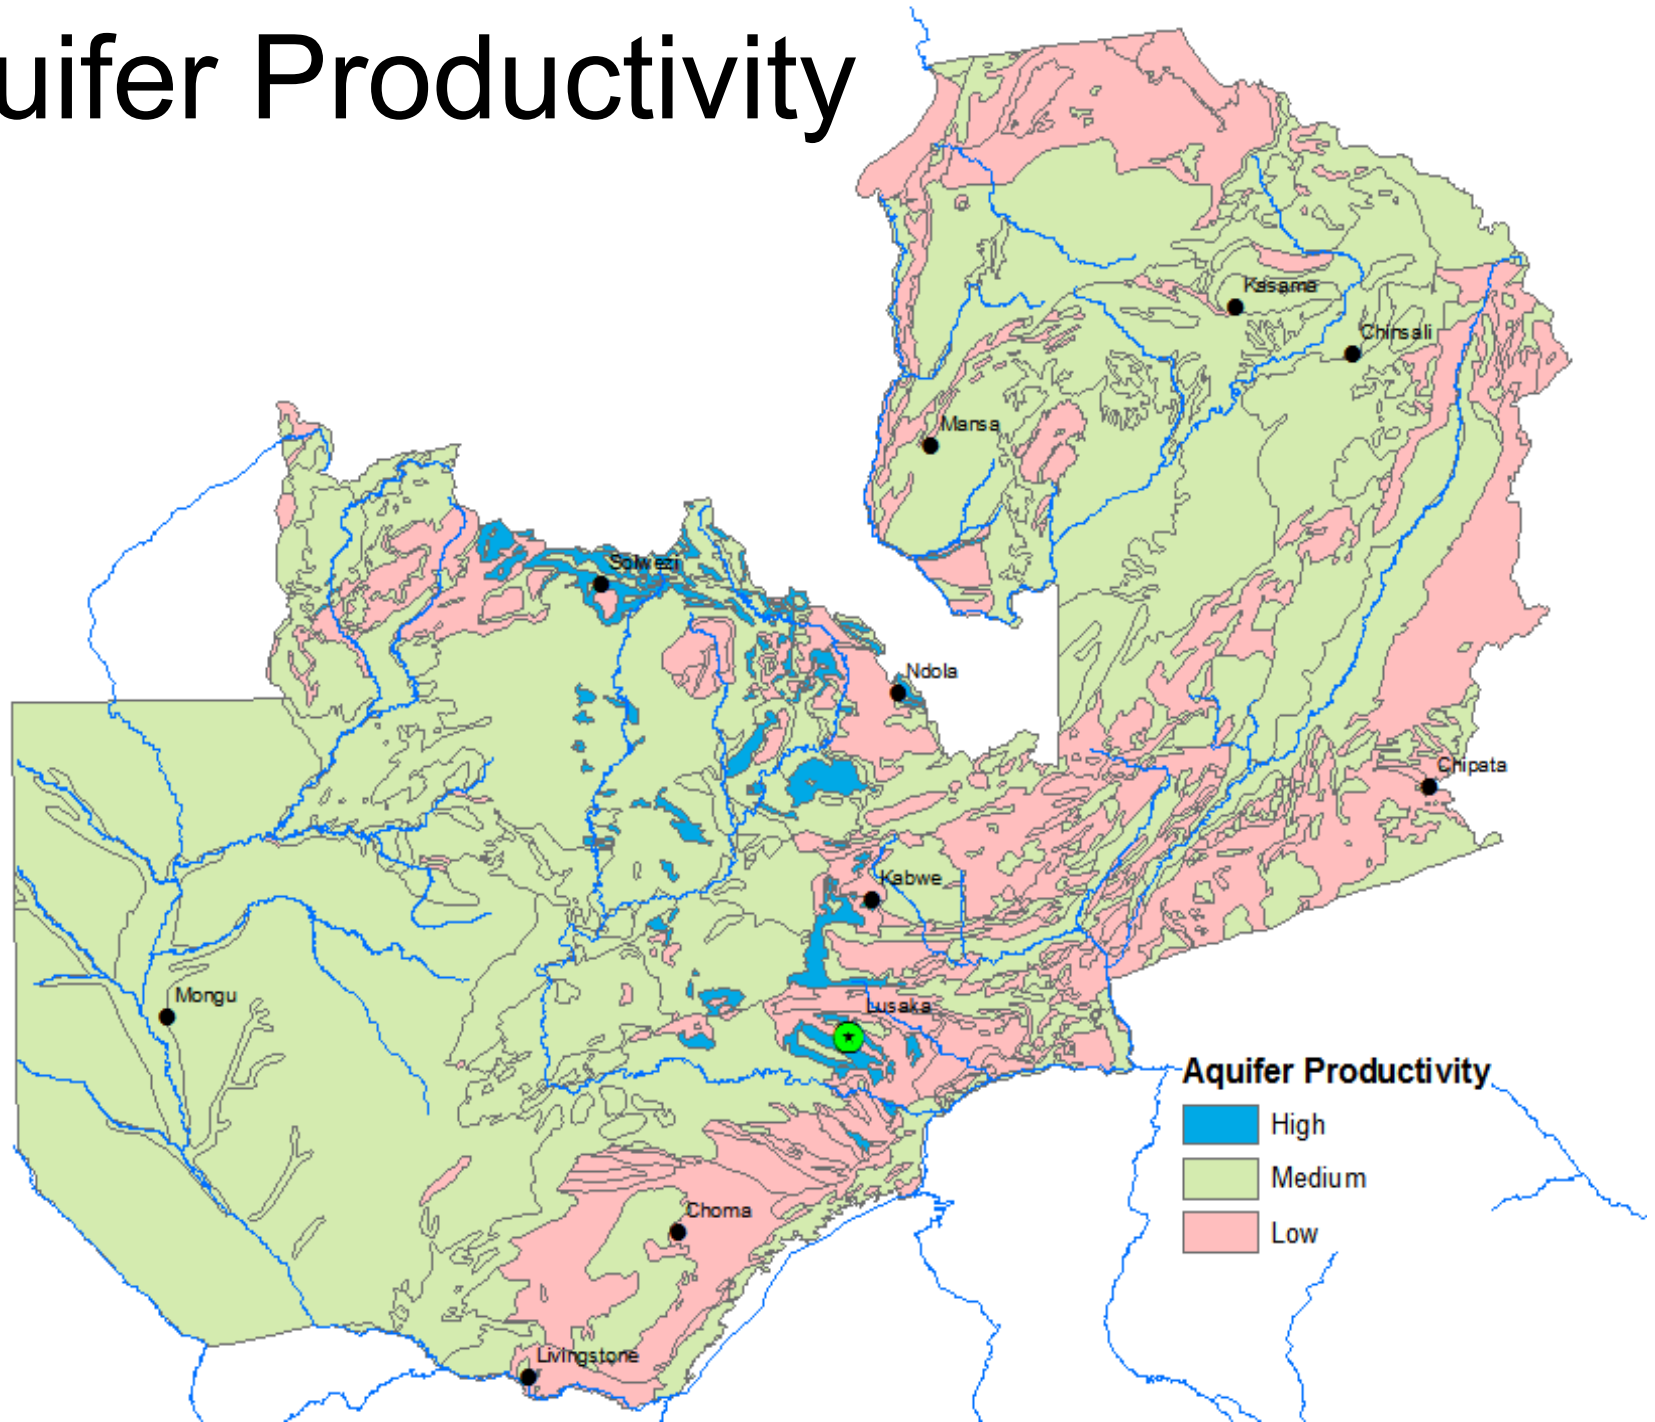 uifer Productivity
Kasama
Chinsali
Mansa
Solwezi
Ndola
Chipata
Kabwe
Mongu
Lusaka
Aquifer Productivity
High
Medium
Low
Choma
Livingstone